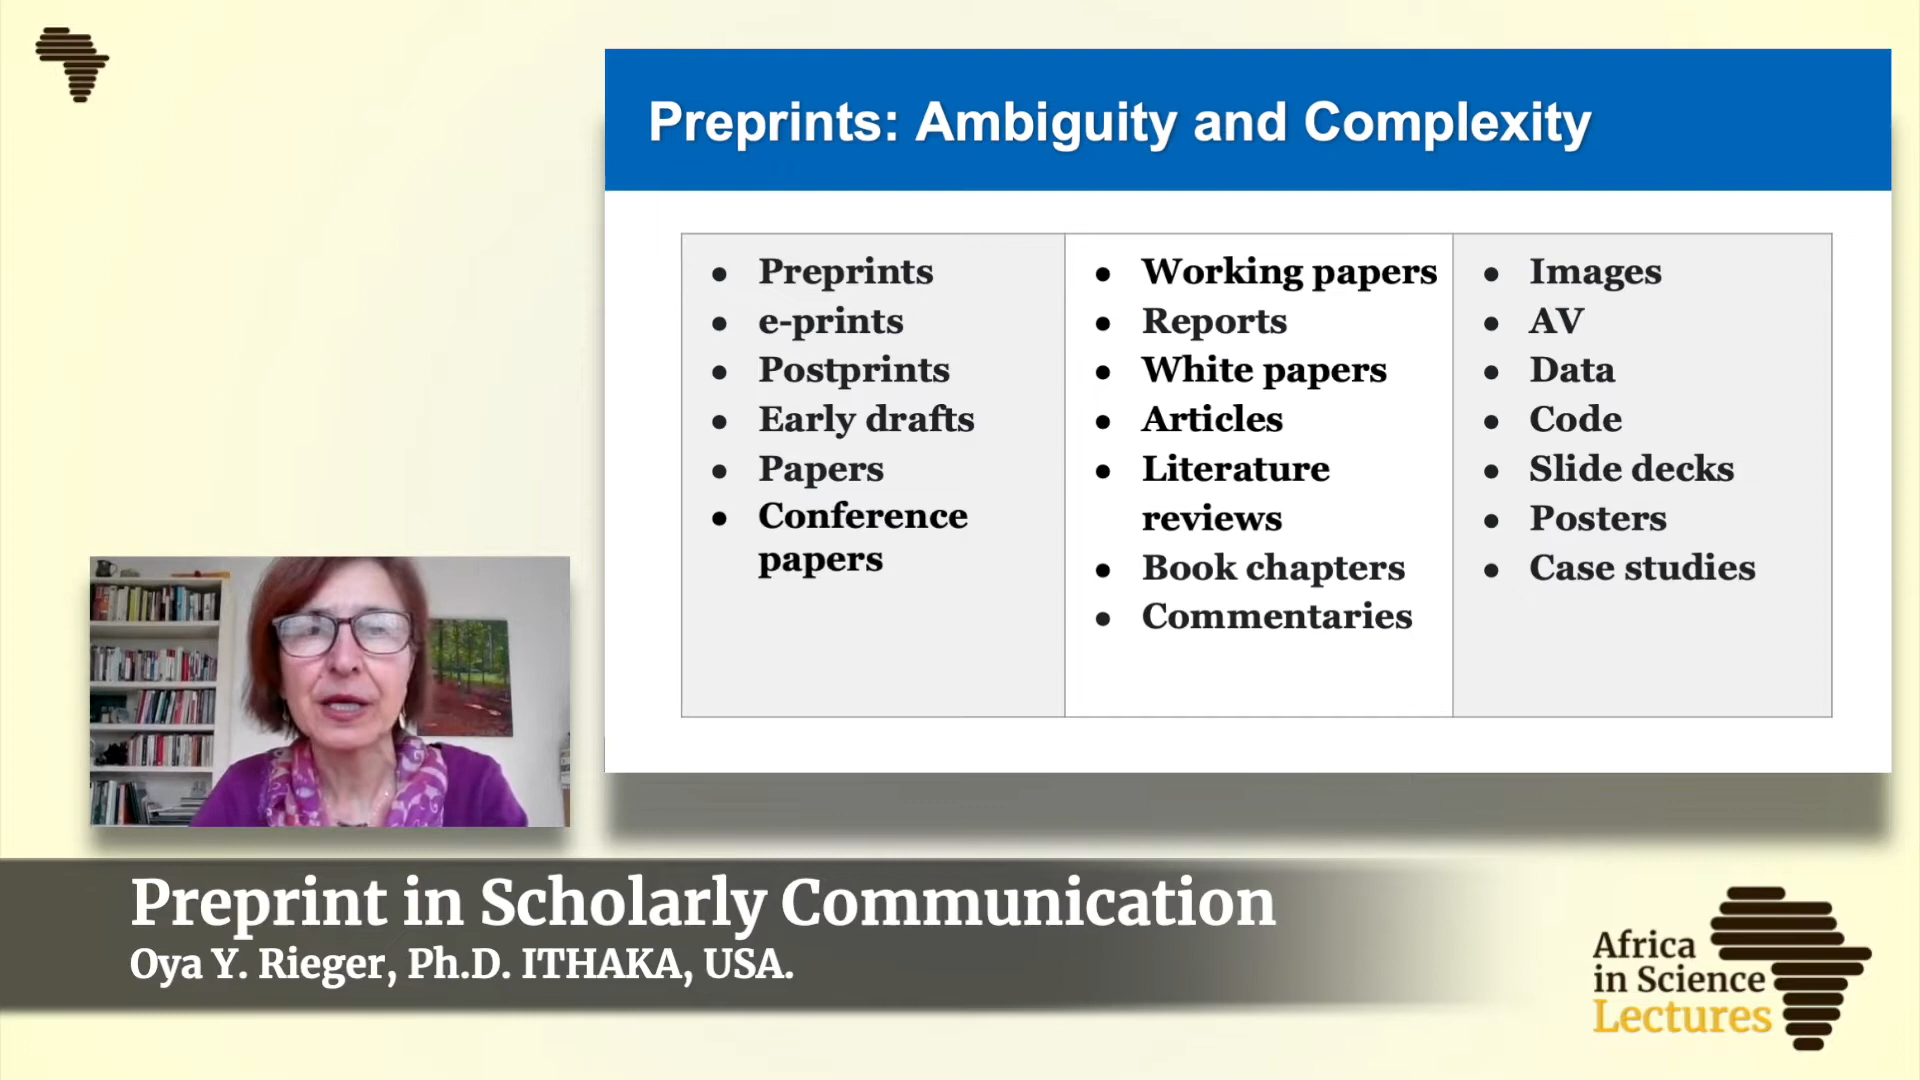 Preprints: Ambiguity and Complexity
Preprints
e-prints
Postprints
Early drafts
Papers
Conference
papers
Working papers
Reports
White papers
Articles
Literature
reviews
Book chapters
Commentaries
Images
AV
Data
Code
Slide decks
Posters
Case studies
Preprint in Scholarly Communication
Oya Y. Rieger, Ph.D. ITHAKA, USA.
Africa
in Science
Lectures